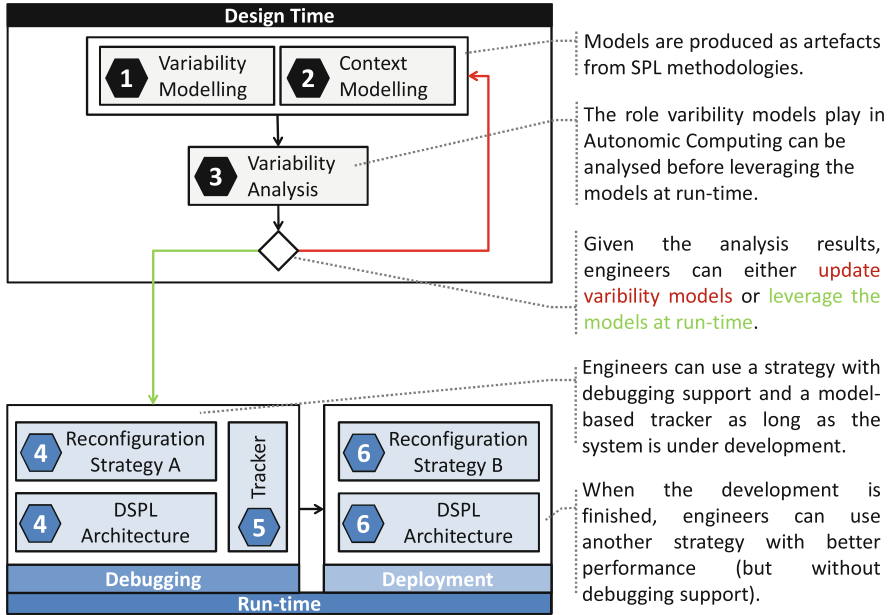 Design Time
1
Variability
Modelling
2
Context
Modelling
3
Variability
Analysis
Models are produced as artefacts
from SPL methodologies.
The role varibility models play in
Autonomic Computing can be
analysed before leveraging the
models at run-time.
Given the analysis results,
engineers can either update
varibility models or leverage the
models at run-time.
Engineers can use a strategy with
debugging support and a model-
based tracker as long as the
system is under development.
When the development is
finished, engineers can use
another strategy with better
performance (but without
debugging support).
4
Reconfiguration
Strategy A
4
DSPL
Architecture
Tracker
5
6
Reconfiguration
Strategy B
6
DSPL
Architecture
Debugging
Deployment
Run-time